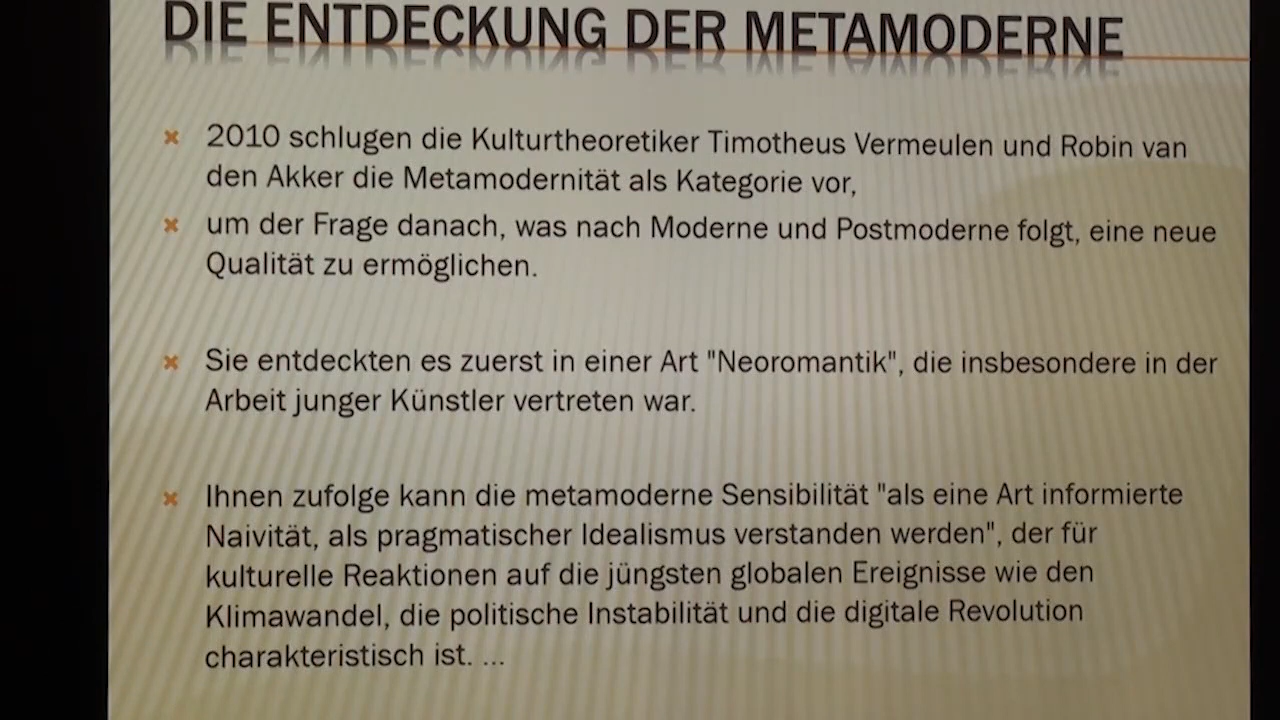 DIE ENTDECKUNG DER METAMODERNE
2010 schlugen die Kulturtheoretiker Timotheus Vermeulen und Robin van
den Akker die Metamodernität als Kategorie vor,
um der Frage danach, was nach Moderne und Postmoderne folgt, eine neue
Qualität zu ermöglichen.
Sie entdeckten es zuerst in einer Art "Neoromantik", die insbesondere in der
Arbeit junger Künstler vertreten war.
Ihnen zufolge kann die metamoderne Sensibilität "als eine Art informierte
Naivität, als pragmatischer Idealismus verstanden werden", der für
kulturelle Reaktionen auf die jüngsten globalen Ereignisse wie den
Klimawandel, die politische Instabilität und die digitale Revolution
charakteristisch ist. ...